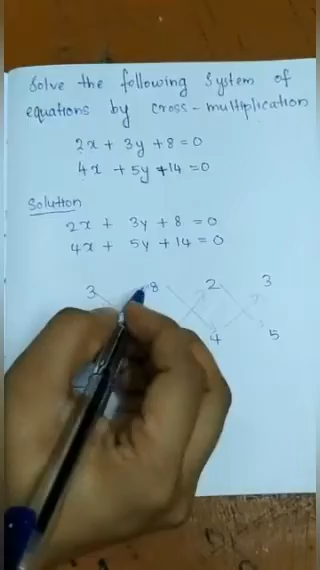 Solve the following System of
equations by cross-multiplication
2x + 3y + 8 = 0
4x + 5y + 14 = 0
Solution
2x + 3y + 8 = 0
4x + 5y + 14 = 0
3 8 2 3
4 5